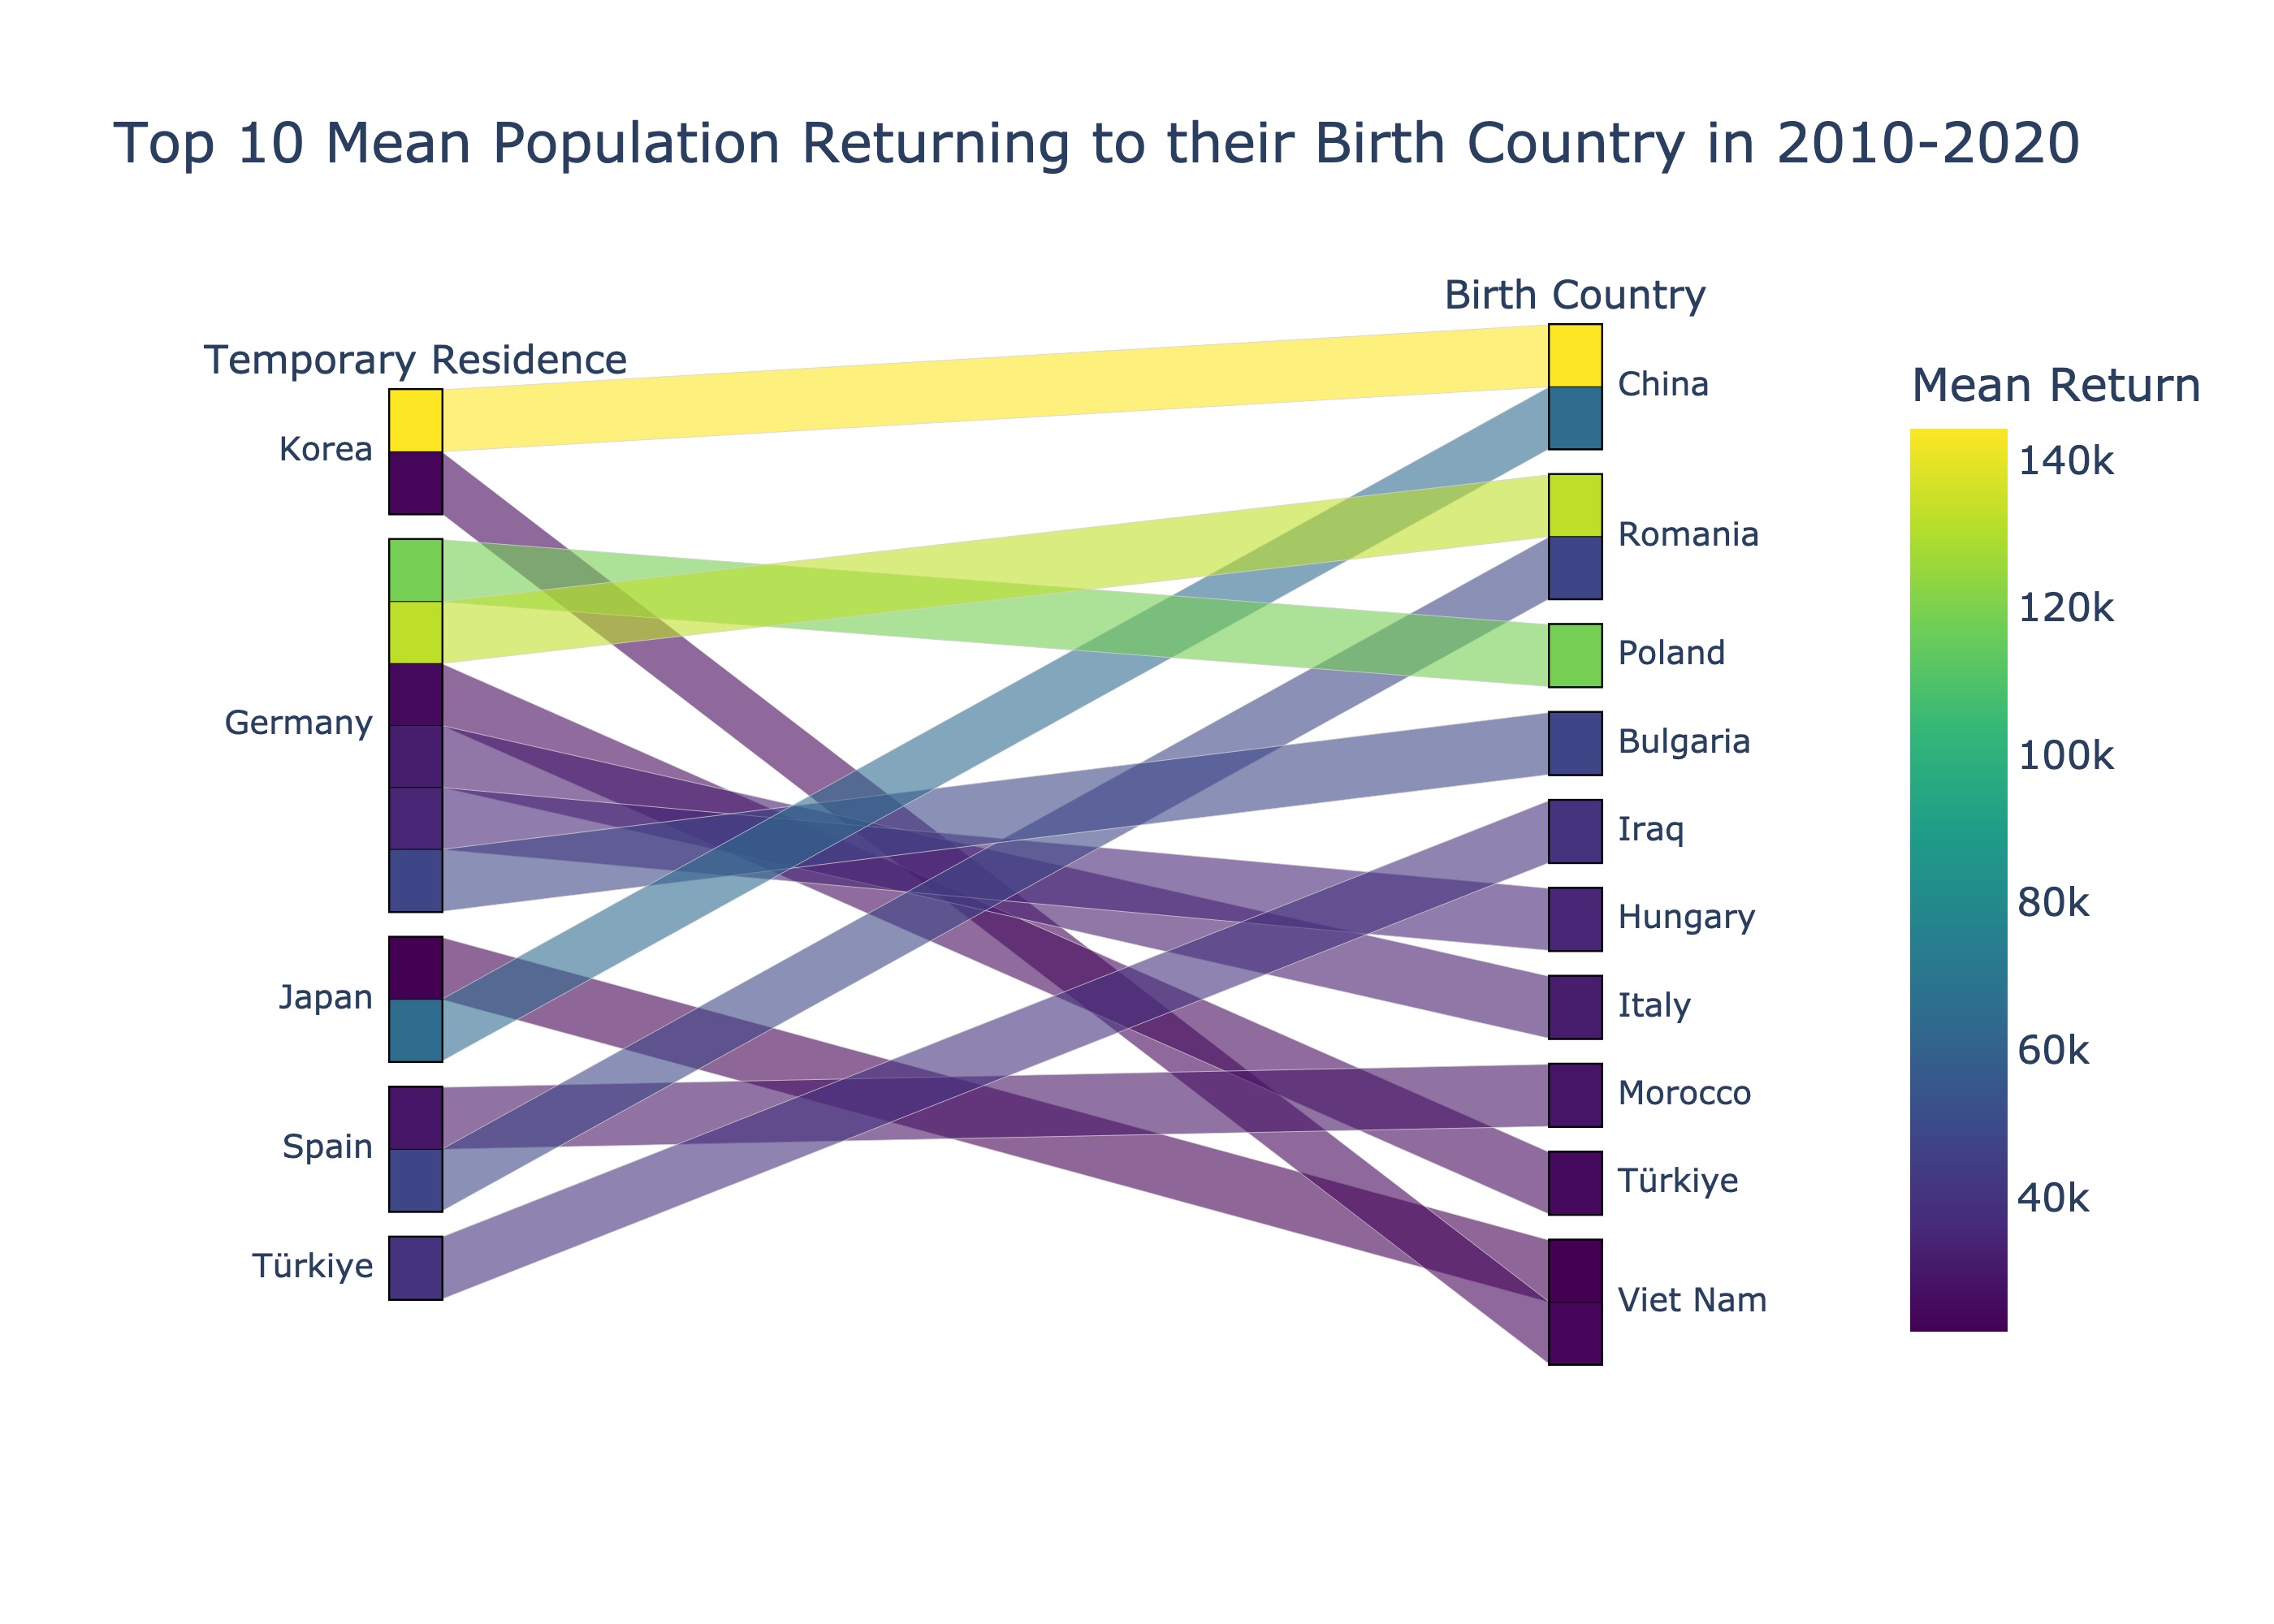 Top 10 Mean Population Returning to their Birth Country in 2010-2020
Temporary Residence
Korea
Germany
Japan
Spain
Türkiye
Birth Country
China
Romania
Poland
Bulgaria
Iraq
Hungary
Italy
Morocco
Türkiye
Viet Nam
Mean Return
140k
120k
100k
80k
60k
40k